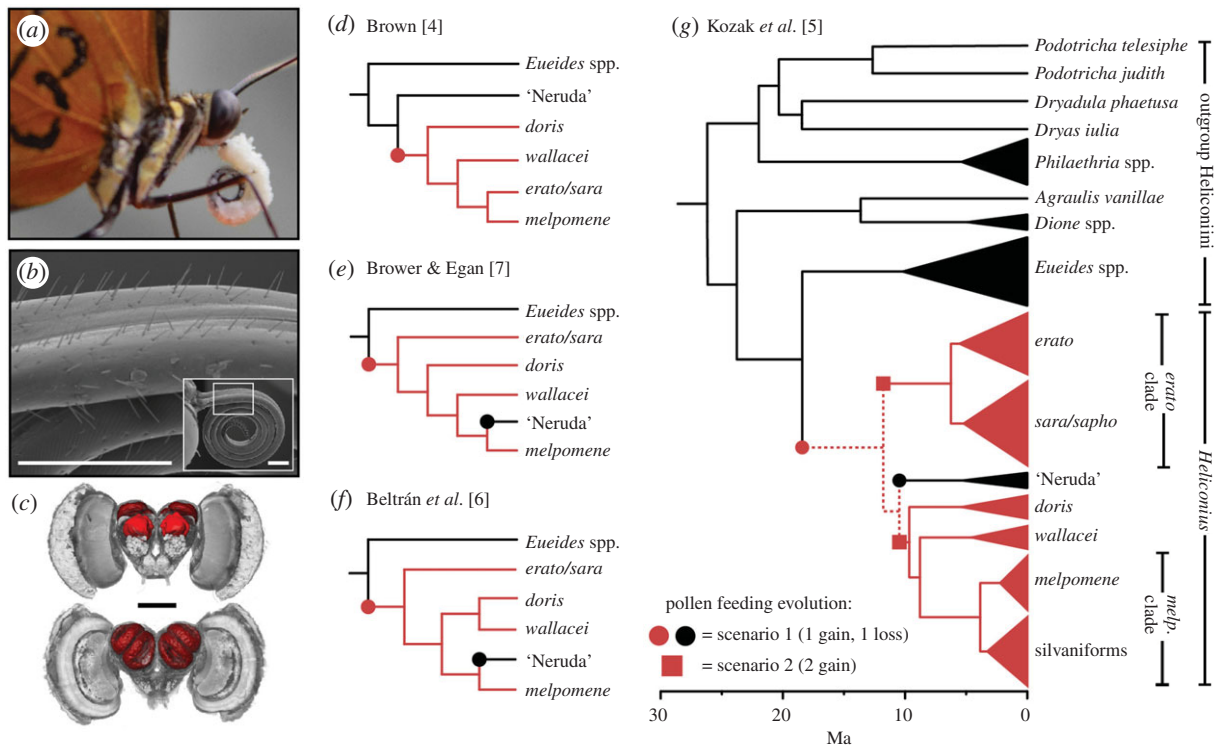 (a)
(b)
(c)
(d) Brown [4]
Eueides spp.
‘Neruda’
doris
wallacei
erato/sara
melpomene
(e) Brower & Egan [7]
Eueides spp.
erato/sara
doris
wallacei
‘Neruda’
melpomene
(f) Beltrán et al. [6]
Eueides spp.
erato/sara
doris
wallacei
‘Neruda’
melpomene
(g) Kozak et al. [5]
Podotricha telesiphe
Podotricha judith
Dryadula phaetusa
Dryas iulia
Philaethria spp.
Agraulis vanillae
Dione spp.
Eueides spp.
erato
sara/sapho
‘Neruda’
doris
wallacei
melpomene
silvaniforms
outgroup Heliconiini
erato
clade
Heliconius
melp.
clade
pollen feeding evolution:
= scenario 1 (1 gain, 1 loss)
= scenario 2 (2 gain)
30 20 10 0
Ma